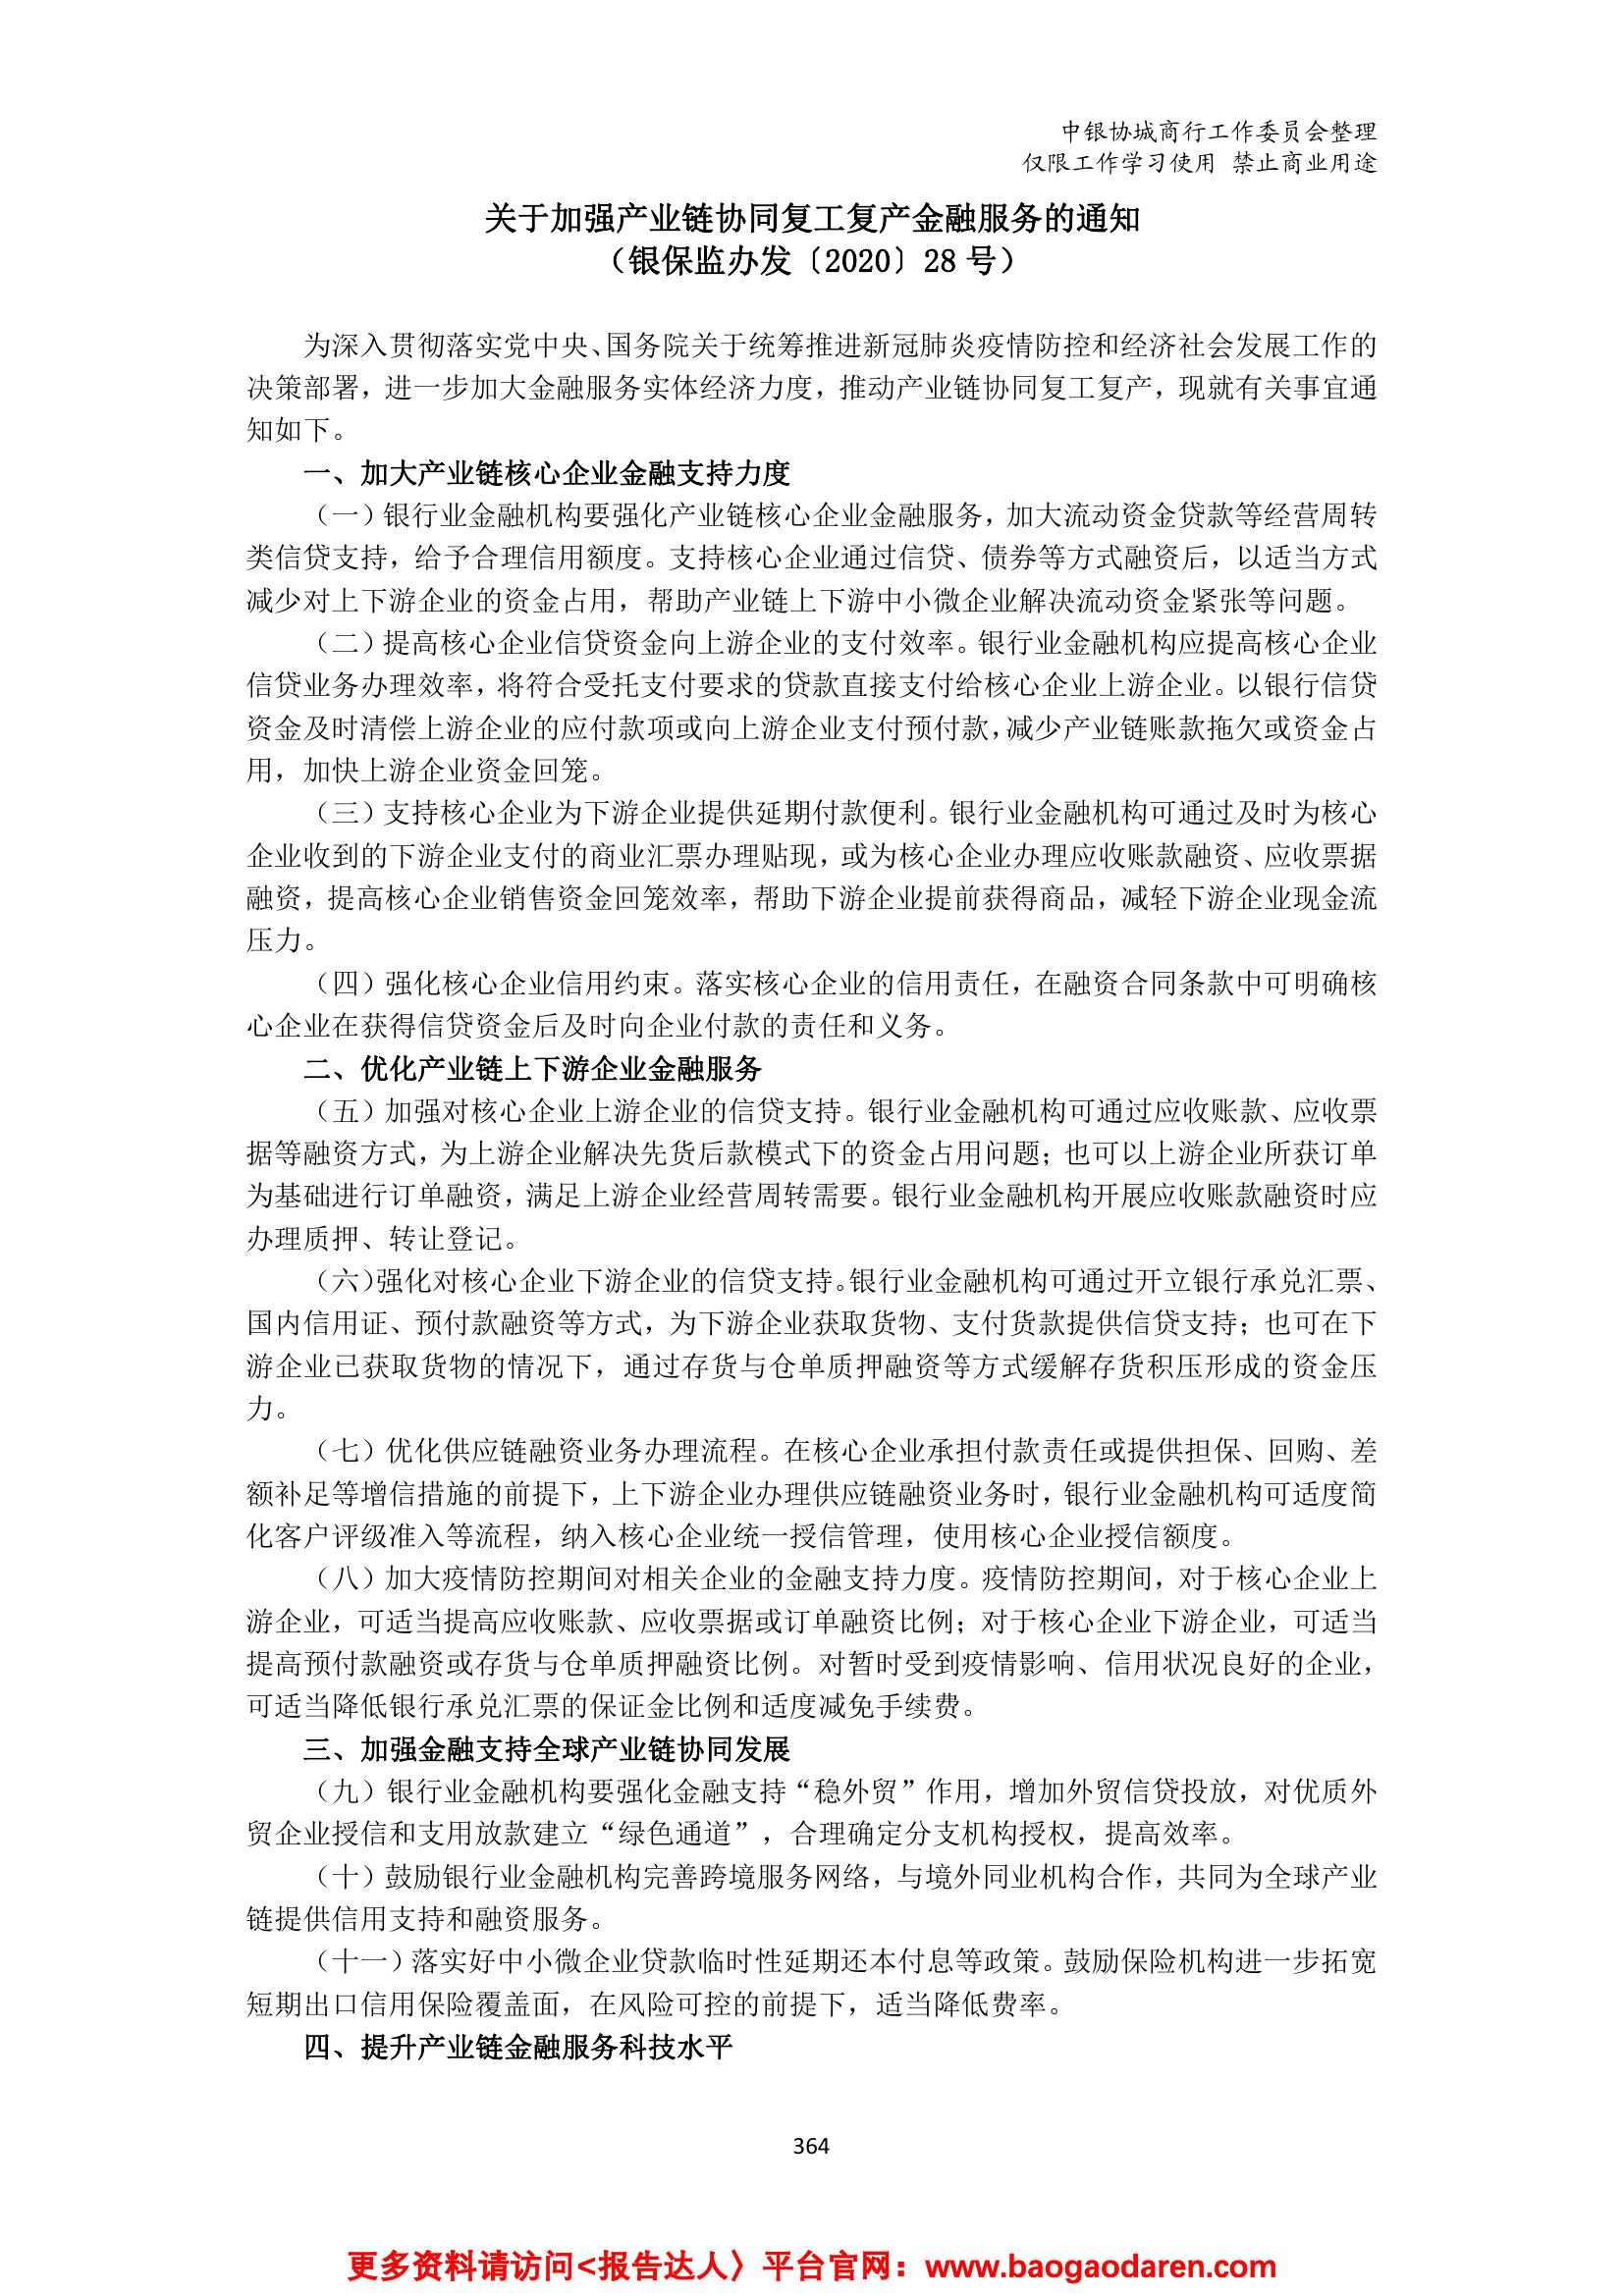 中银协城商行工作委员会整理
仅限工作学习使用 禁止商业用途
关于加强产业链协同复工复产金融服务的通知
（银保监办发〔2020〕28 号）
为深入贯彻落实党中央、国务院关于统筹推进新冠肺炎疫情防控和经济社会发展工作的
决策部署，进一步加大金融服务实体经济力度，推动产业链协同复工复产，现就有关事宜通
知如下。
一、加大产业链核心企业金融支持力度
（一）银行业金融机构要强化产业链核心企业金融服务，加大流动资金贷款等经营周转
类信贷支持，给予合理信用额度。支持核心企业通过信贷、债券等方式融资后，以适当方式
减少对上下游企业的资金占用，帮助产业链上下游中小微企业解决流动资金紧张等问题。
（二）提高核心企业信贷资金向上游企业的支付效率。银行业金融机构应提高核心企业
信贷业务办理效率，将符合受托支付要求的贷款直接支付给核心企业上游企业。以银行信贷
资金及时清偿上游企业的应付款项或向上游企业支付预付款，减少产业链账款拖欠或资金占
用，加快上游企业资金回笼。
（三）支持核心企业为下游企业提供延期付款便利。银行业金融机构可通过及时为核心
企业收到的下游企业支付的商业汇票办理贴现，或为核心企业办理应收账款融资、应收票据
融资，提高核心企业销售资金回笼效率，帮助下游企业提前获得商品，减轻下游企业现金流
压力。
（四）强化核心企业信用约束。落实核心企业的信用责任，在融资合同条款中可明确核
心企业在获得信贷资金后及时向企业付款的责任和义务。
二、优化产业链上下游企业金融服务
（五）加强对核心企业上游企业的信贷支持。银行业金融机构可通过应收账款、应收票
据等融资方式，为上游企业解决先货后款模式下的资金占用问题；也可以上游企业所获订单
为基础进行订单融资，满足上游企业经营周转需要。银行业金融机构开展应收账款融资时应
办理质押、转让登记。
（六）强化对核心企业下游企业的信贷支持。银行业金融机构可通过开立银行承兑汇票、
国内信用证、预付款融资等方式，为下游企业获取货物、支付货款提供信贷支持；也可在下
游企业已获取货物的情况下，通过存货与仓单质押融资等方式缓解存货积压形成的资金压
力。
（七）优化供应链融资业务办理流程。在核心企业承担付款责任或提供担保、回购、差
额补足等增信措施的前提下，上下游企业办理供应链融资业务时，银行业金融机构可适度简
化客户评级准入等流程，纳入核心企业统一授信管理，使用核心企业授信额度。
（八）加大疫情防控期间对相关企业的金融支持力度。疫情防控期间，对于核心企业上
游企业，可适当提高应收账款、应收票据或订单融资比例；对于核心企业下游企业，可适当
提高预付款融资或存货与仓单质押融资比例。对暂时受到疫情影响、信用状况良好的企业，
可适当降低银行承兑汇票的保证金比例和适度减免手续费。
三、加强金融支持全球产业链协同发展
（九）银行业金融机构要强化金融支持“稳外贸”作用，增加外贸信贷投放，对优质外
贸企业授信和支用放款建立“绿色通道”，合理确定分支机构授权，提高效率。
（十）鼓励银行业金融机构完善跨境服务网络，与境外同业机构合作，共同为全球产业
链提供信用支持和融资服务。
（十一）落实好中小微企业贷款临时性延期还本付息等政策。鼓励保险机构进一步拓宽
短期出口信用保险覆盖面，在风险可控的前提下，适当降低费率。
四、提升产业链金融服务科技水平
364
更多资料请访问<报告达人〉平台官网：www.baogaodaren.com